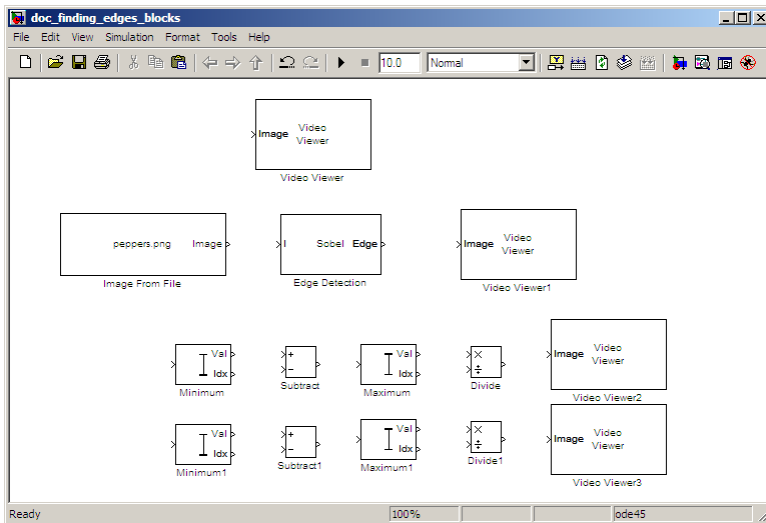 doc_finding_edges_blocks
File Edit View Simulation Format Tools Help
10.0 Normal
Image Video Viewer
Video Viewer
peppers.png Image
Image From File
I Sobel Edge
Edge Detection
Image Video Viewer
Video Viewer1
Val
Idx
Minimum
+
−
Subtract
Val
Idx
Maximum
×
÷
Divide
Image Video Viewer
Video Viewer2
Val
Idx
Minimum1
+
−
Subtract1
Val
Idx
Maximum1
×
÷
Divide1
Image Video Viewer
Video Viewer3
Ready 100% ode45